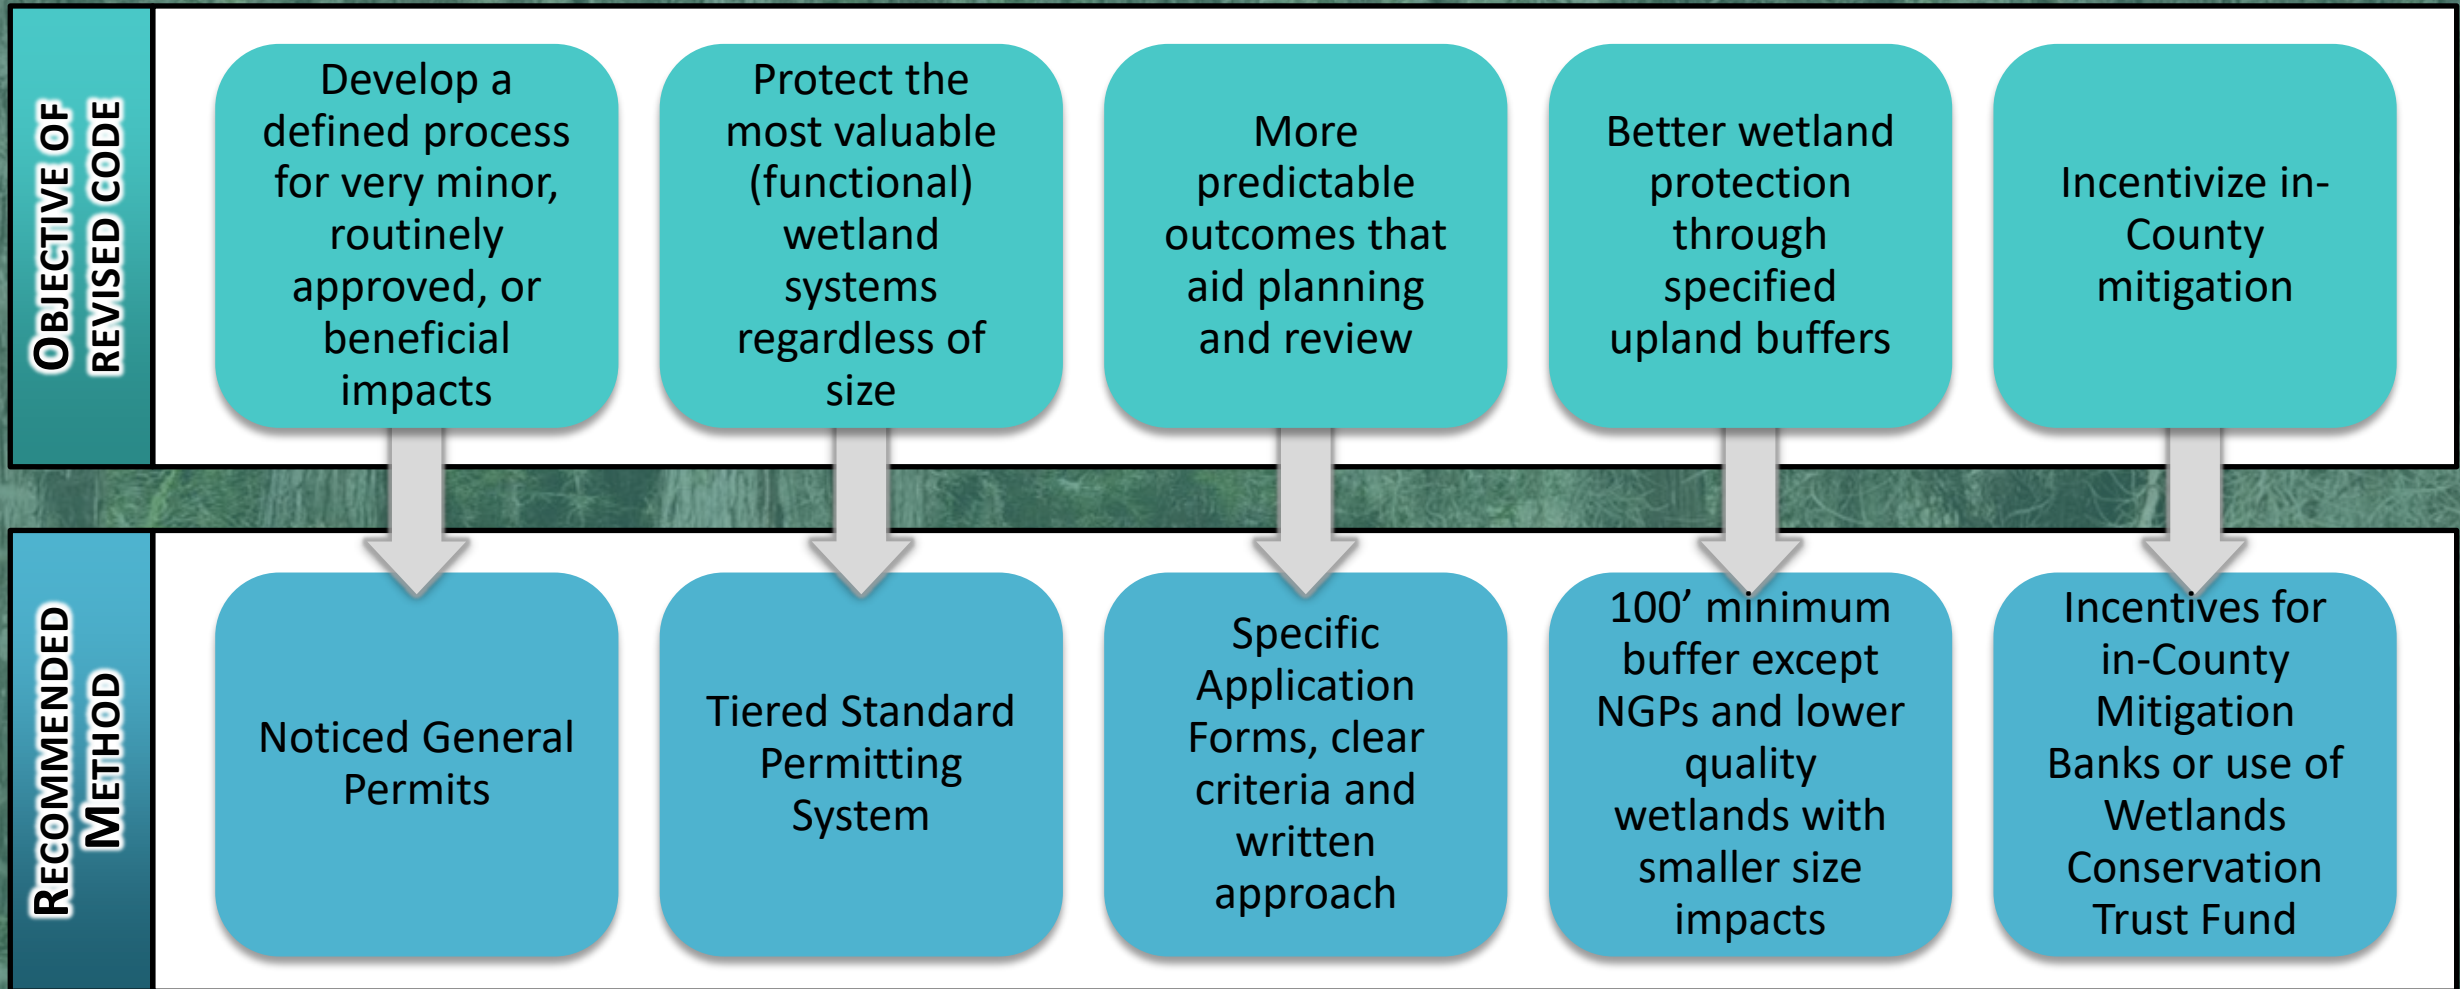 OBJECTIVE OF
REVISED CODE
Develop a
defined process
for very minor,
routinely
approved, or
beneficial
impacts
Protect the
most valuable
(functional)
wetland
systems
regardless of
size
More
predictable
outcomes that
aid planning
and review
Better wetland
protection
through
specified
upland buffers
Incentivize in-
County
mitigation
RECOMMENDED
METHOD
Noticed General
Permits
Tiered Standard
Permitting
System
Specific
Application
Forms, clear
criteria and
written
approach
100’ minimum
buffer except
NGPs and lower
quality
wetlands with
smaller size
impacts
Incentives for
in-County
Mitigation
Banks or use of
Wetlands
Conservation
Trust Fund